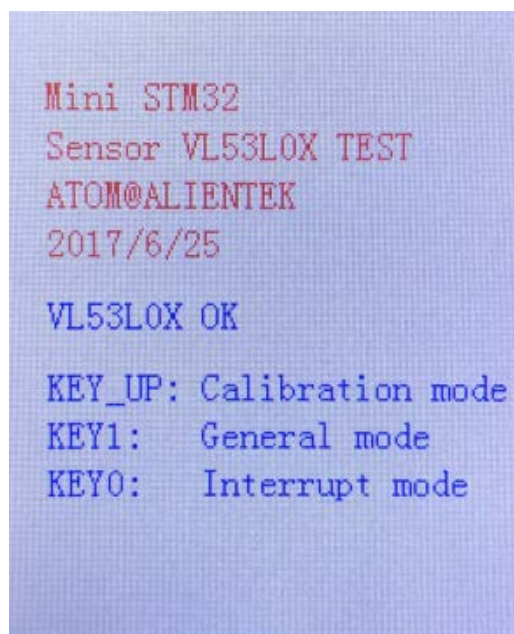 Mini STM32
Sensor VL53L0X TEST
ATOM@ALIENTEK
2017/6/25
VL53L0X OK
KEY_UP: Calibration mode
KEY1: General mode
KEY0: Interrupt mode